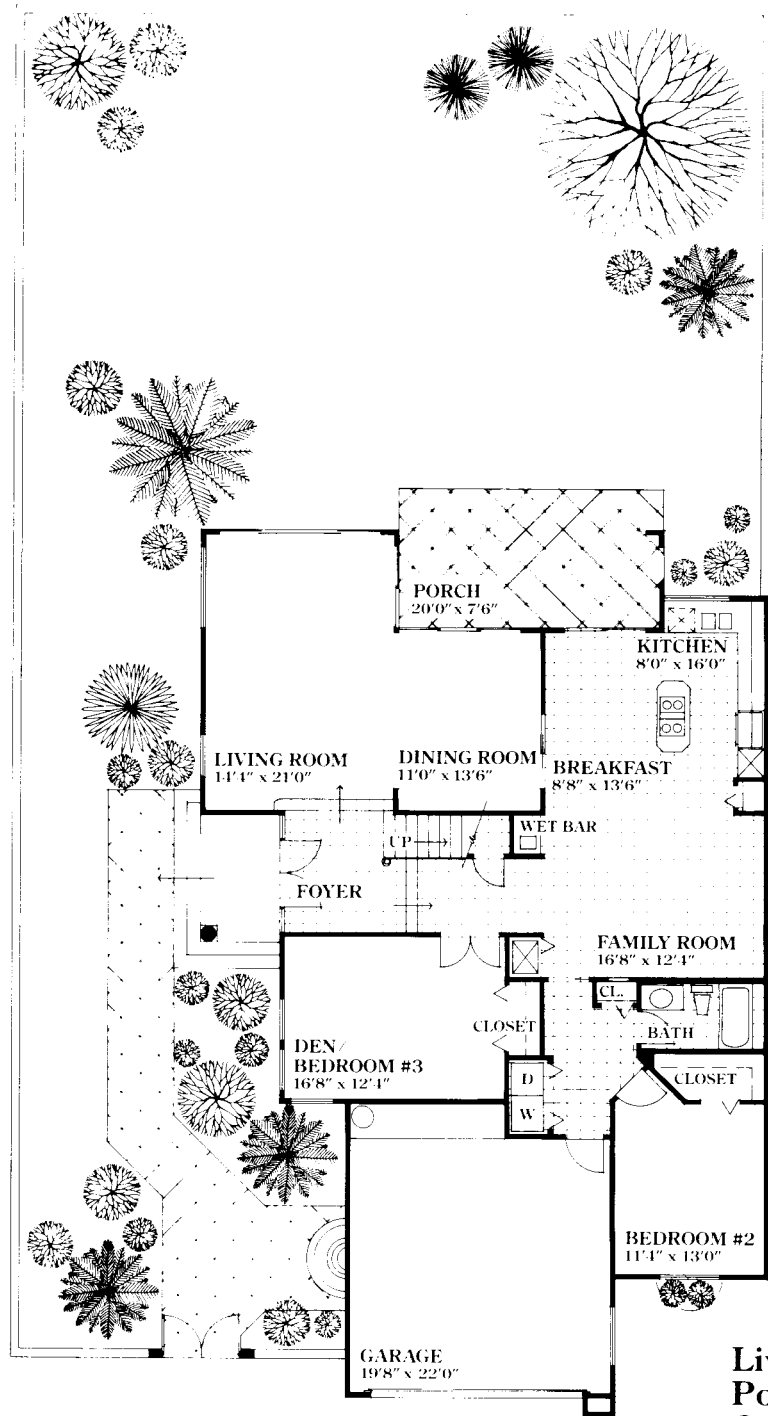 PORCH
20'0" x 7'6"
KITCHEN
8'0" x 16'0"
LIVING ROOM
14'4" x 21'0"
DINING ROOM
11'0" x 13'6"
BREAKFAST
8'8" x 13'6"
WET BAR
UP
FOYER
FAMILY ROOM
16'8" x 12'4"
CL.
BATH
CLOSET
DEN/
BEDROOM #3
16'8" x 12'4"
D
W
CLOSET
BEDROOM #2
11'4" x 13'0"
GARAGE
19'8" x 22'0"